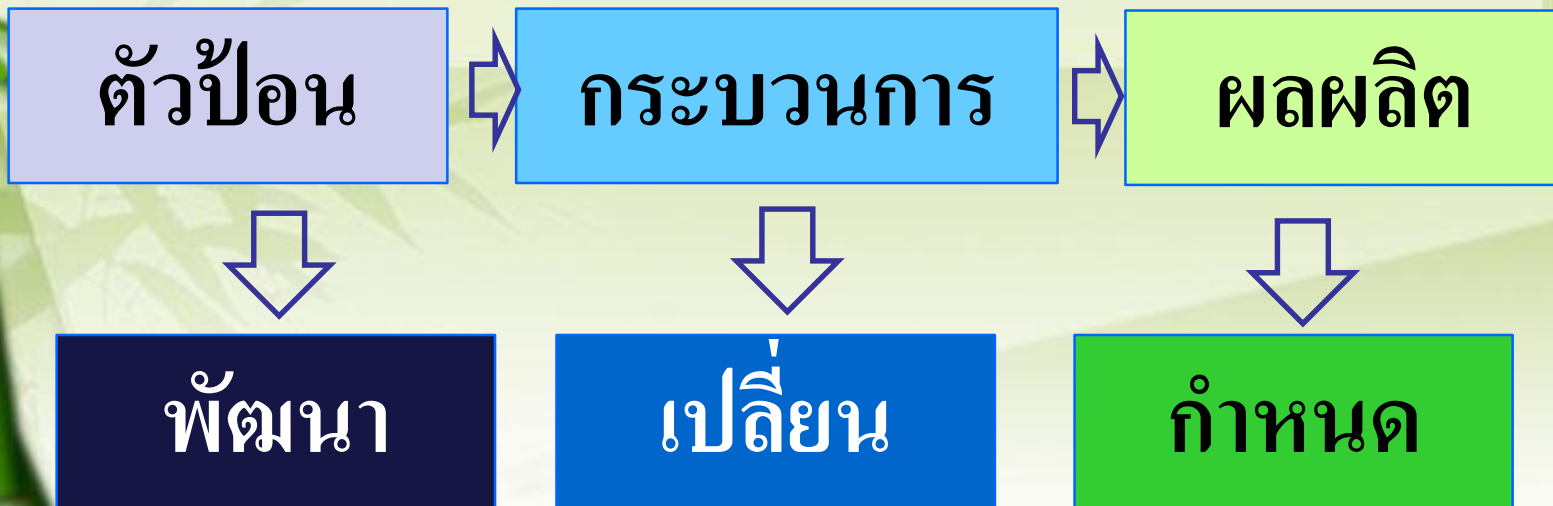 ตัวป้อน
กระบวนการ
ผลผลิต
พัฒนา
เปลี่ยน
กำหนด